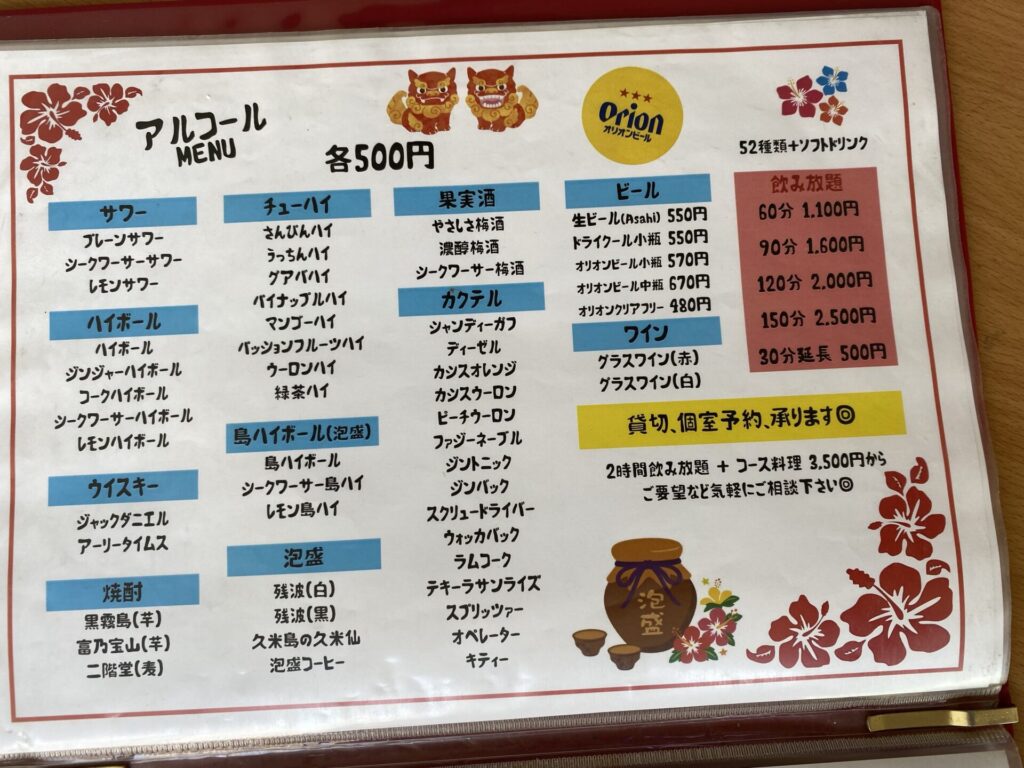 アルコール
MENU
各500円
orion
オリオンビール
52種類+ソフトドリンク
サワー
プレーンサワー
シークワーサーサワー
レモンサワー
ハイボール
ハイボール
ジンジャーハイボール
コークハイボール
シークワーサーハイボール
レモンハイボール
ウイスキー
ジャックダニエル
アーリータイムス
焼酎
黒霧島(芋)
富乃宝山(芋)
二階堂(麦)
チューハイ
さんぴんハイ
うっちんハイ
グアバハイ
パイナップルハイ
マンゴーハイ
パッションフルーツハイ
ウーロンハイ
緑茶ハイ
島ハイボール(泡盛)
島ハイボール
シークワーサー島ハイ
レモン島ハイ
泡盛
残波(白)
残波(黒)
久米島の久米仙
泡盛コーヒー
果実酒
やさしさ梅酒
濃醇梅酒
シークワーサー梅酒
カクテル
シャンディーガフ
ディーゼル
カシスオレンジ
カシスウーロン
ピーチウーロン
ファジーネーブル
ジントニック
ジンバック
スクリュードライバー
ウォッカバック
ラムコーク
テキーラサンライズ
スプリッツァー
オペレーター
キティー
ビール
生ビール(Asahi) 550円
ドライクール小瓶 550円
オリオンビール小瓶 570円
オリオンビール中瓶 670円
オリオンクリアフリー 480円
ワイン
グラスワイン(赤)
グラスワイン(白)
飲み放題
60分 1,100円
90分 1,600円
120分 2,000円
150分 2,500円
30分延長 500円
貸切、個室予約、承ります◎
2時間飲み放題 + コース料理 3,500円から
ご要望など気軽にご相談下さい◎
泡盛